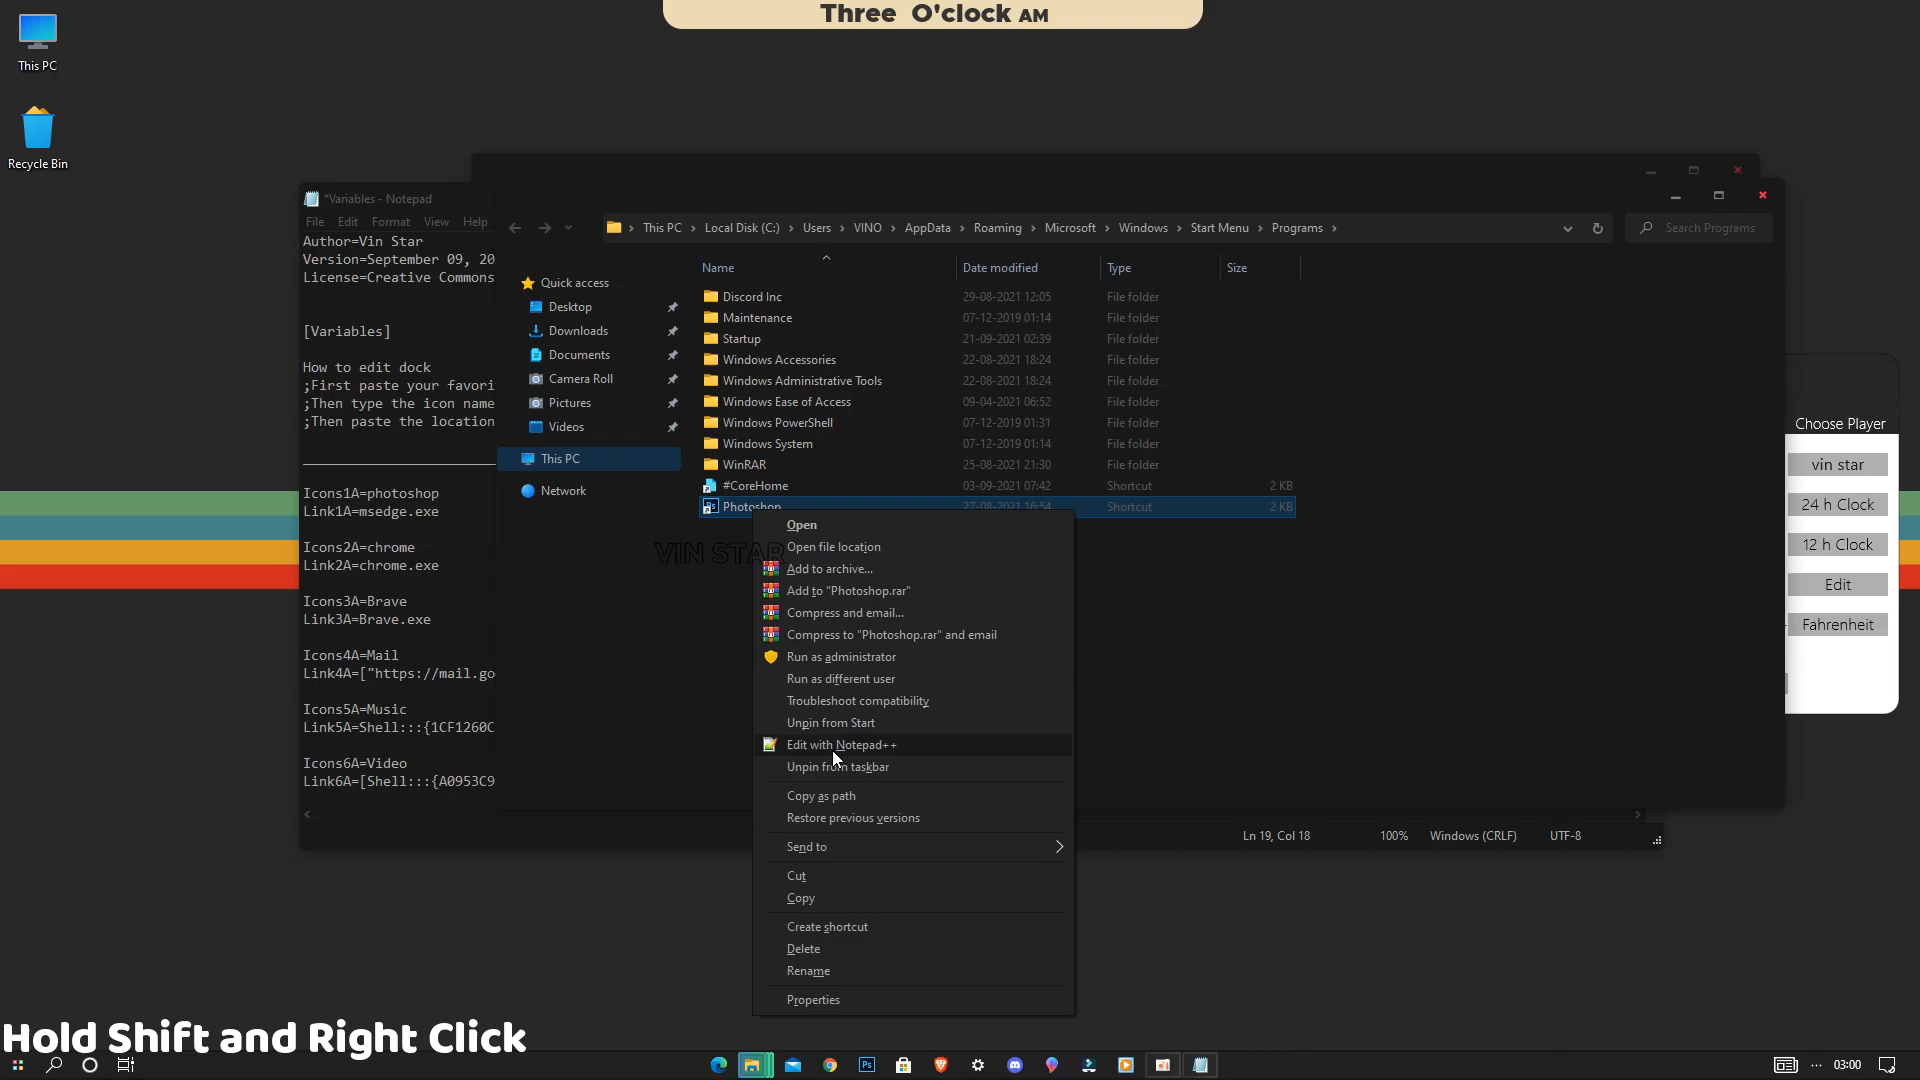 Three O'clock AM
This PC
Recycle Bin
*Variables - Notepad
File Edit Format View Help
Author=Vin Star
Version=September 09, 20
License=Creative Commons
[Variables]
How to edit dock
;First paste your favori
;Then type the icon name
;Then paste the location
Icons1A=photoshop
Link1A=msedge.exe
Icons2A=chrome
Link2A=chrome.exe
Icons3A=Brave
Link3A=Brave.exe
Icons4A=Mail
Link4A=["https://mail.go
Icons5A=Music
Link5A=Shell:::{1CF1260C
Icons6A=Video
Link6A=[Shell:::{A0953C9
Ln 19, Col 18 100% Windows (CRLF) UTF-8
This PC > Local Disk (C:) > Users > VINO > AppData > Roaming > Microsoft > Windows > Start Menu > Programs >
Search Programs
Quick access
Desktop
Downloads
Documents
Camera Roll
Pictures
Videos
This PC
Network
Name Date modified Type Size
Discord Inc 29-08-2021 12:05 File folder
Maintenance 07-12-2019 01:14 File folder
Startup 21-09-2021 02:39 File folder
Windows Accessories 22-08-2021 18:24 File folder
Windows Administrative Tools 22-08-2021 18:24 File folder
Windows Ease of Access 09-04-2021 06:52 File folder
Windows PowerShell 07-12-2019 01:31 File folder
Windows System 07-12-2019 01:14 File folder
WinRAR 25-08-2021 21:30 File folder
#CoreHome 03-09-2021 07:42 Shortcut 2 KB
Photoshop 27-08-2021 16:54 Shortcut 2 KB
VIN STAR
Open
Open file location
Add to archive...
Add to "Photoshop.rar"
Compress and email...
Compress to "Photoshop.rar" and email
Run as administrator
Run as different user
Troubleshoot compatibility
Unpin from Start
Edit with Notepad++
Unpin from taskbar
Copy as path
Restore previous versions
Send to
Cut
Copy
Create shortcut
Delete
Rename
Properties
Choose Player
vin star
24 h Clock
12 h Clock
Edit
Fahrenheit
Hold Shift and Right Click
Ps
03:00